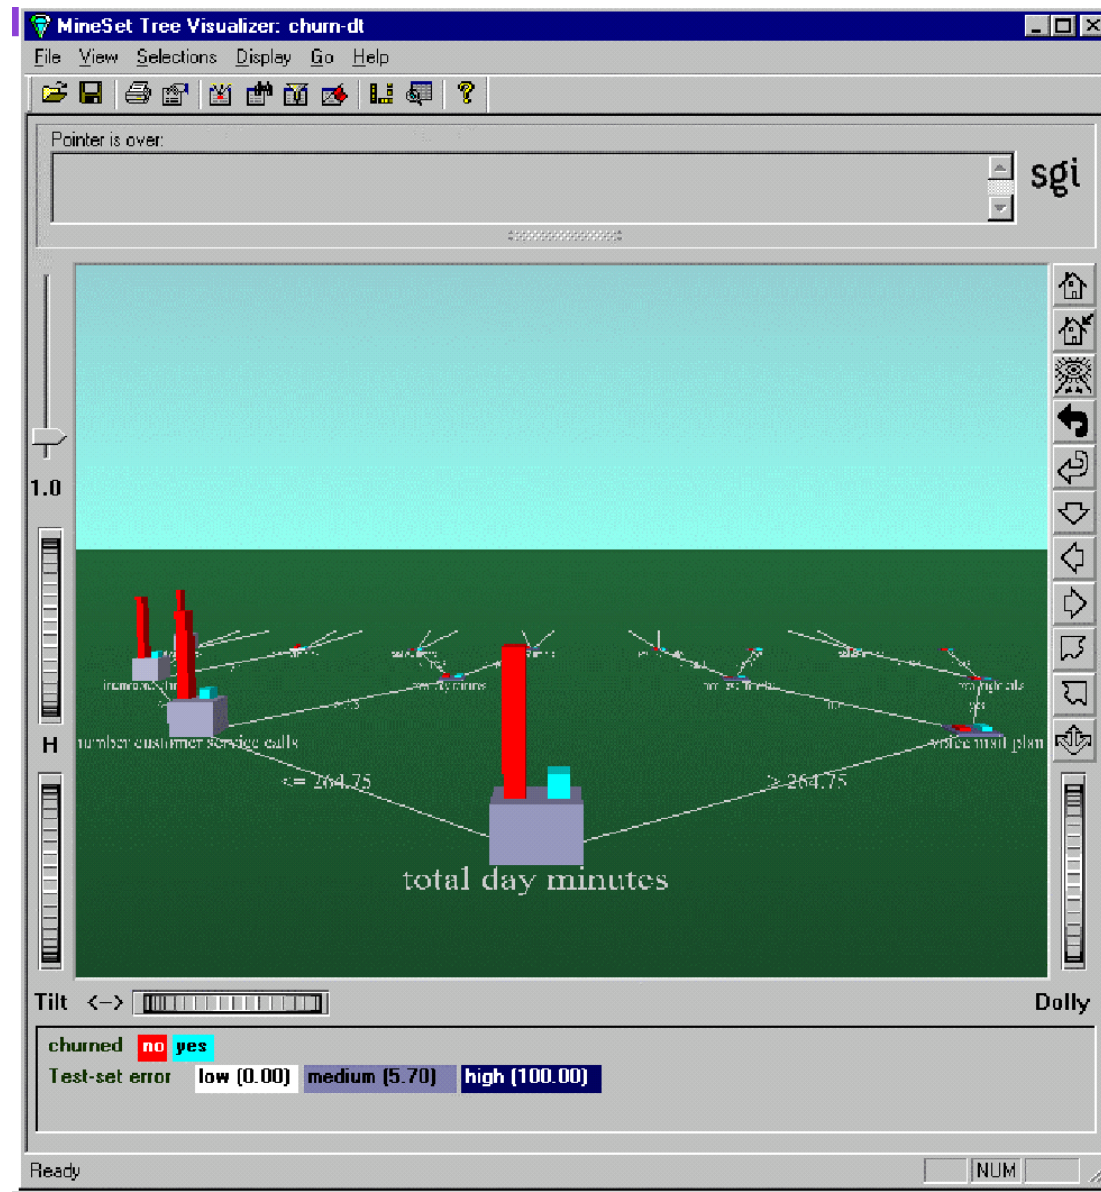 MineSet Tree Visualizer: churn-dt
File View Selections Display Go Help
Pointer is over:
sgi
1.0
number customer service calls
voice mail plan
<= 264.75
> 264.75
total day minutes
H
Tilt <-> Dolly
churned no yes
Test-set error low (0.00) medium (5.70) high (100.00)
Ready NUM